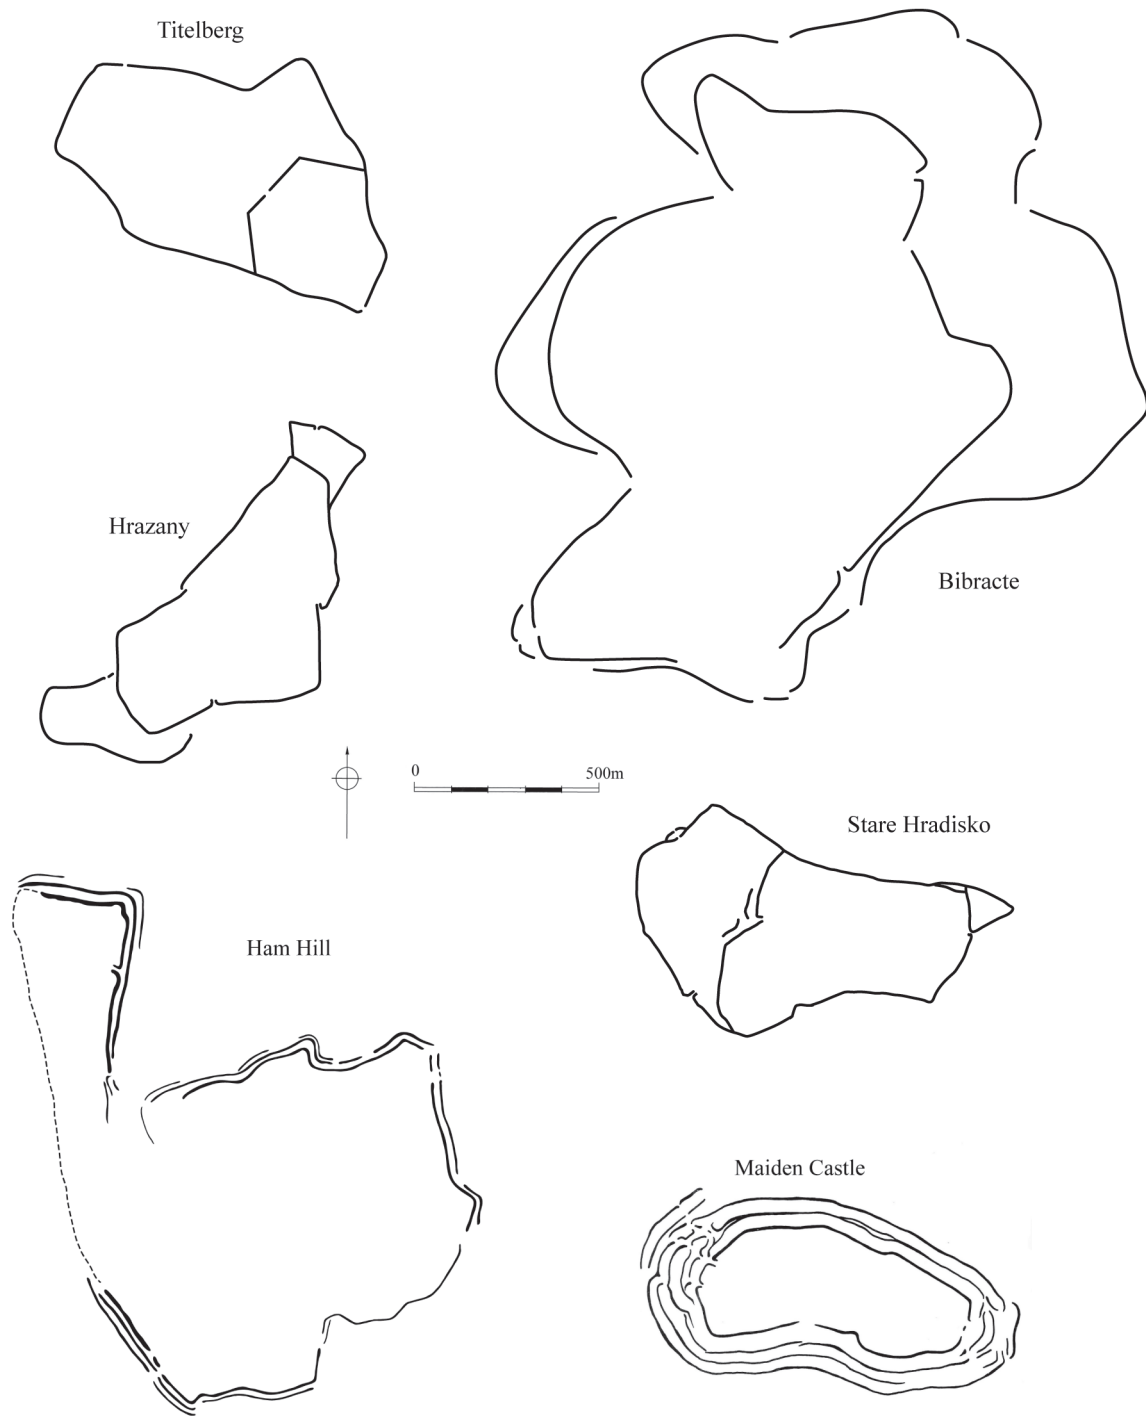 Titelberg
Hrazany
Bibracte
0 500m
Stare Hradisko
Ham Hill
Maiden Castle